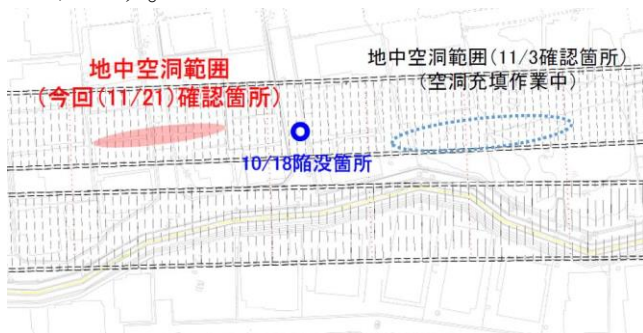 地中空洞範囲
(今回(11/21)確認箇所)
地中空洞範囲(11/3確認箇所)
(空洞充填作業中)
10/18陥没箇所